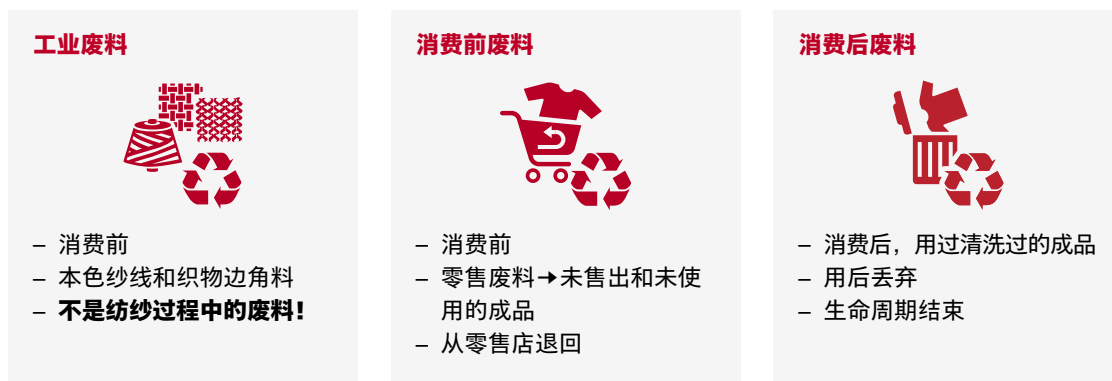 工业废料
– 消费前
– 本色纱线和织物边角料
– 不是纺纱过程中的废料！
消费前废料
– 消费前
– 零售废料→未售出和未使
用的成品
– 从零售店退回
消费后废料
– 消费后，用过清洗过的成品
– 用后丢弃
– 生命周期结束